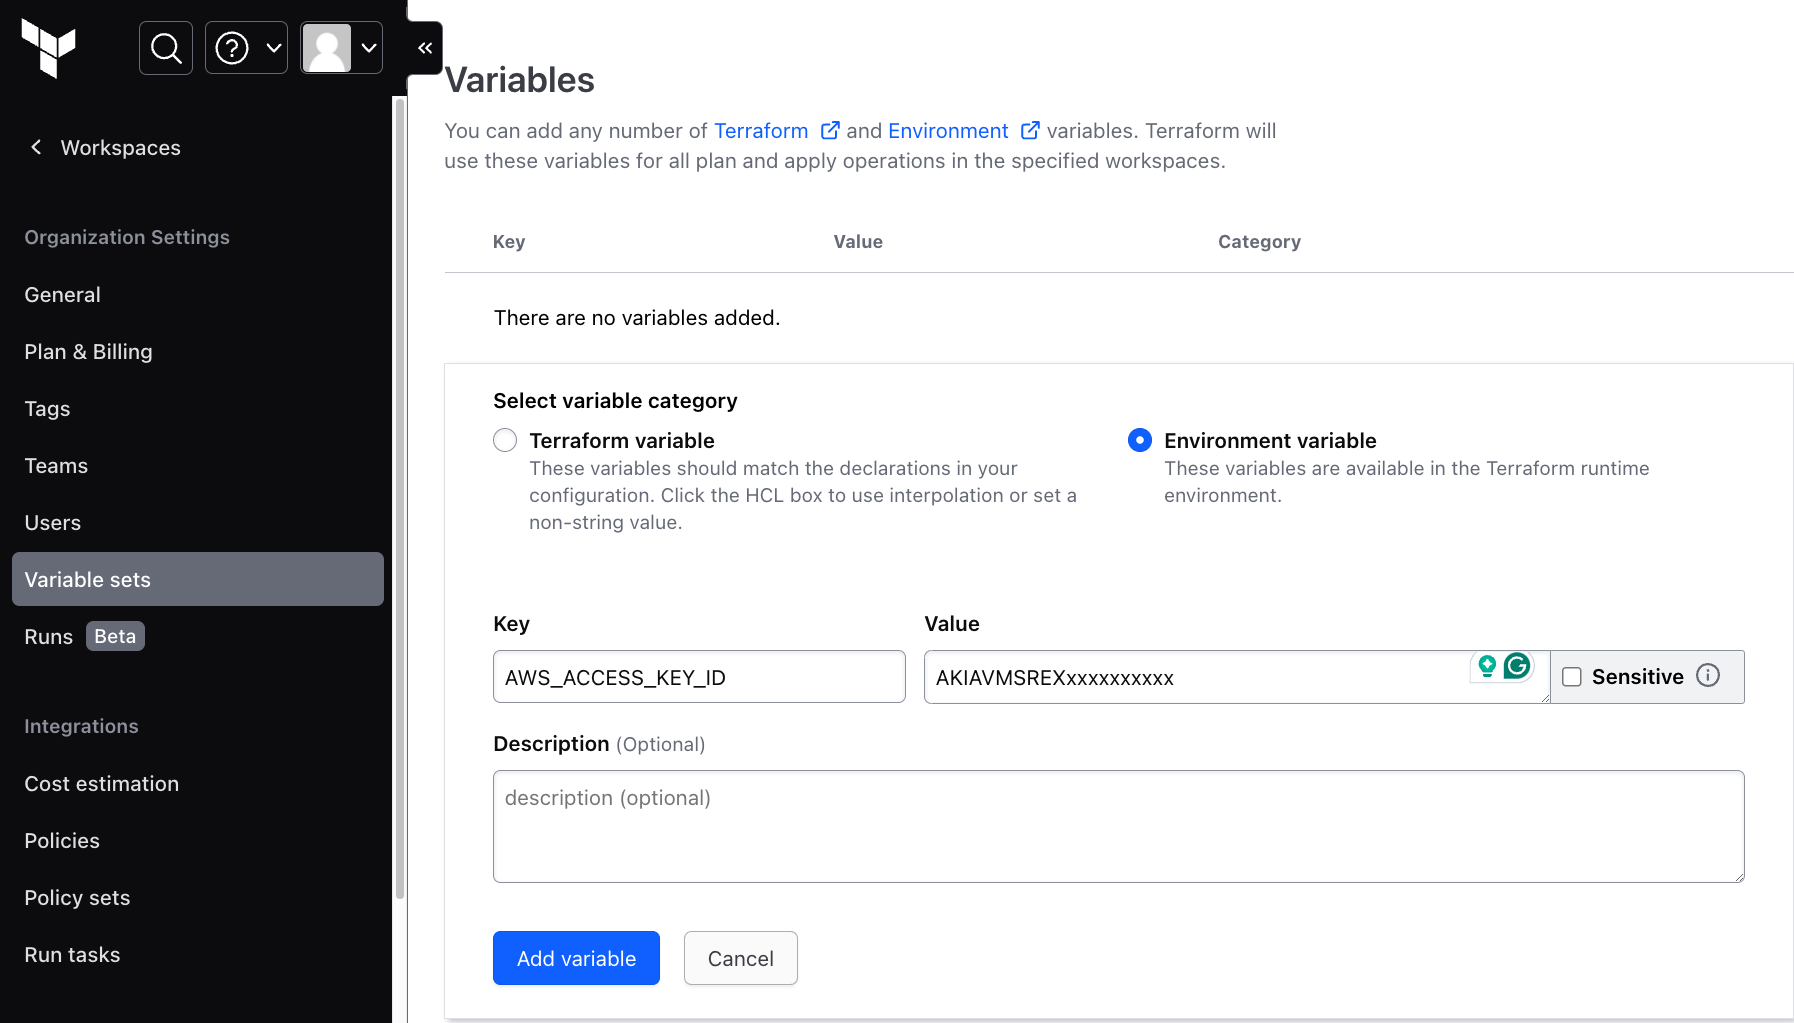 Workspaces
Organization Settings
General
Plan & Billing
Tags
Teams
Users
Variable sets
Runs Beta
Integrations
Cost estimation
Policies
Policy sets
Run tasks
Variables
You can add any number of Terraform and Environment variables. Terraform will
use these variables for all plan and apply operations in the specified workspaces.
Key Value Category
There are no variables added.
Select variable category
Terraform variable
These variables should match the declarations in your
configuration. Click the HCL box to use interpolation or set a
non-string value.
Environment variable
These variables are available in the Terraform runtime
environment.
Key
AWS_ACCESS_KEY_ID
Value
AKIAVMSREXxxxxxxxxxx
Sensitive
Description (Optional)
description (optional)
Add variable Cancel